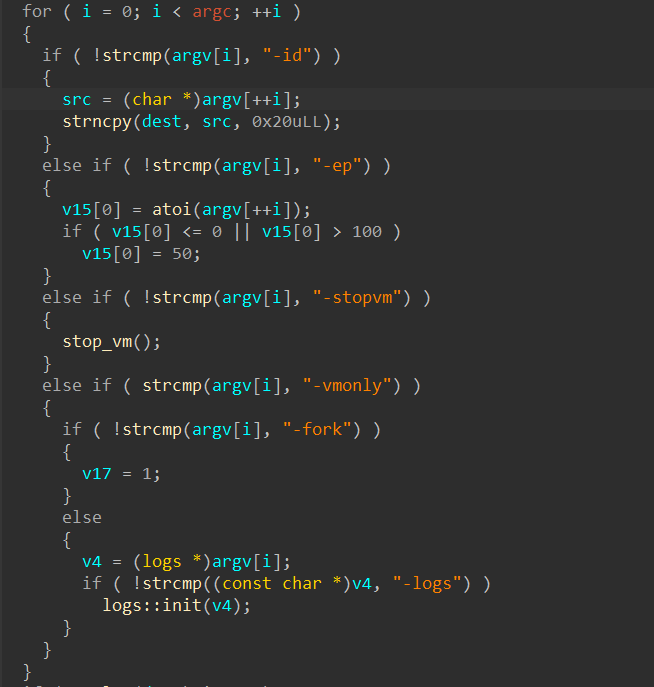 for ( i = 0; i < argc; ++i )
{
  if ( !strcmp(argv[i], "-id") )
  {
    src = (char *)argv[++i];
    strncpy(dest, src, 0x20uLL);
  }
  else if ( !strcmp(argv[i], "-ep") )
  {
    v15[0] = atoi(argv[++i]);
    if ( v15[0] <= 0 || v15[0] > 100 )
      v15[0] = 50;
  }
  else if ( !strcmp(argv[i], "-stopvm") )
  {
    stop_vm();
  }
  else if ( strcmp(argv[i], "-vmonly") )
  {
    if ( !strcmp(argv[i], "-fork") )
    {
      v17 = 1;
    }
    else
    {
      v4 = (logs *)argv[i];
      if ( !strcmp((const char *)v4, "-logs") )
        logs::init(v4);
    }
  }
}